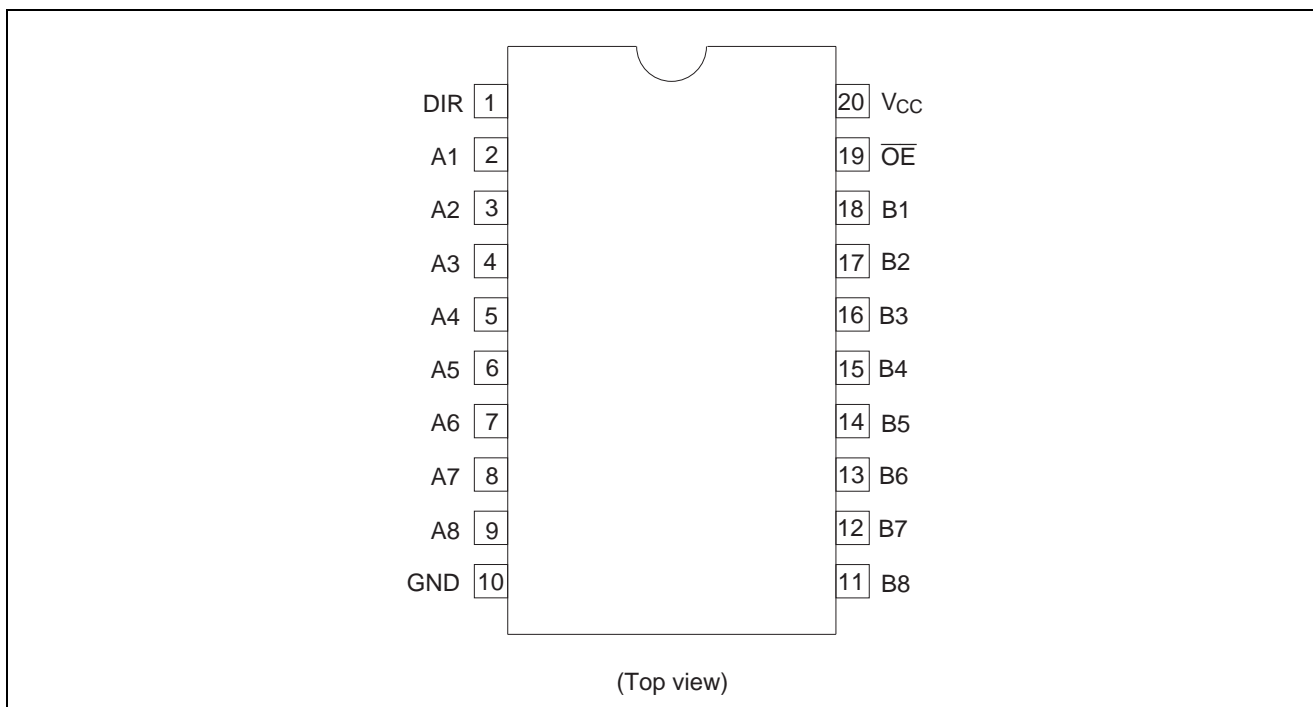 DIR 1 20 VCC
A1 2 19 O̅E̅
A2 3 18 B1
A3 4 17 B2
A4 5 16 B3
A5 6 15 B4
A6 7 14 B5
A7 8 13 B6
A8 9 12 B7
GND 10 11 B8
(Top view)